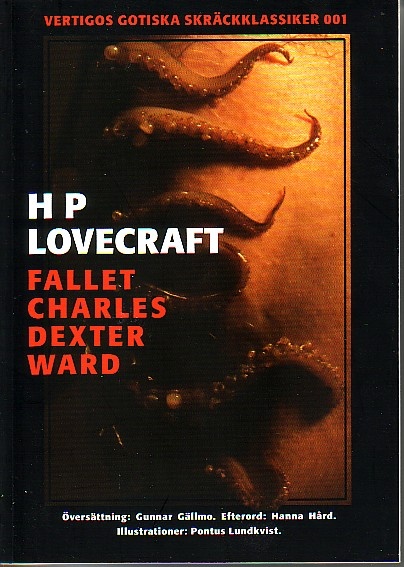 VERTIGOS GOTISKA SKRÄCKKLASSIKER 001
H P
LOVECRAFT
FALLET
CHARLES
DEXTER
WARD
Översättning: Gunnar Gällmo. Efterord: Hanna Hård.
Illustrationer: Pontus Lundkvist.